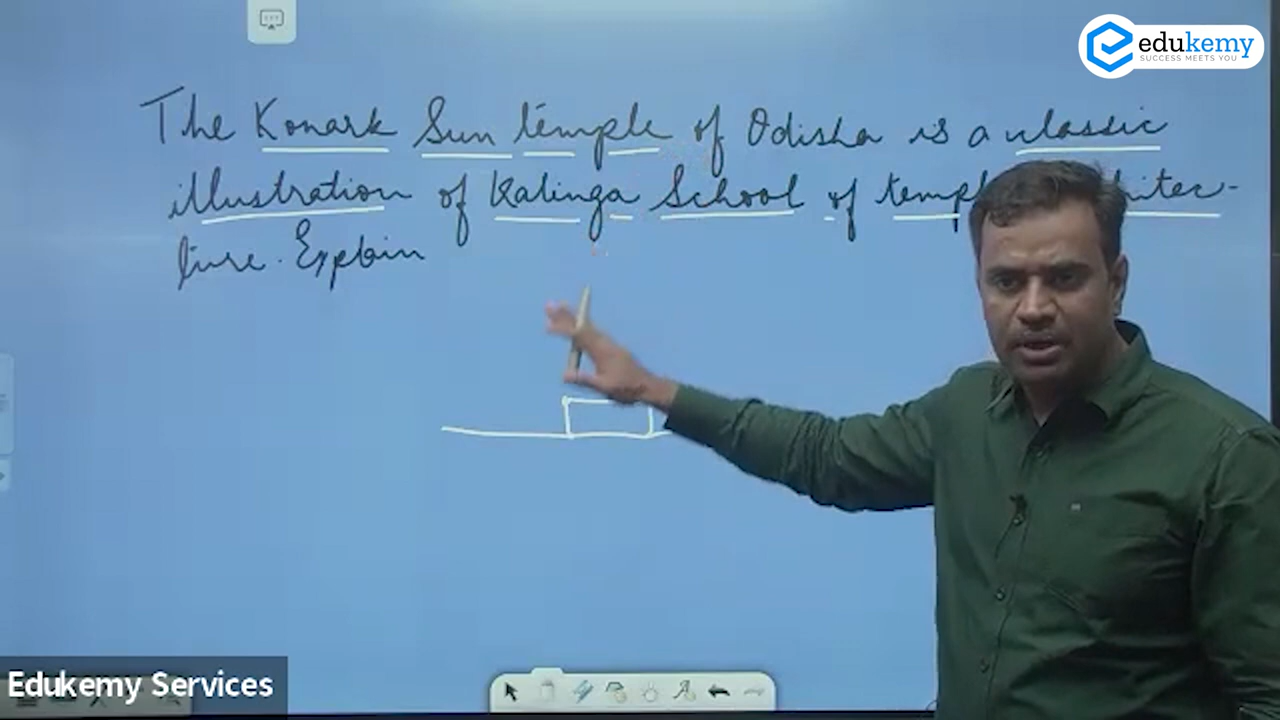 edukemy
SUCCESS MEETS YOU
The Konark Sun temple of Odisha is a classic
illustration of Kalinga School of
ture. Explain
Edukemy Services